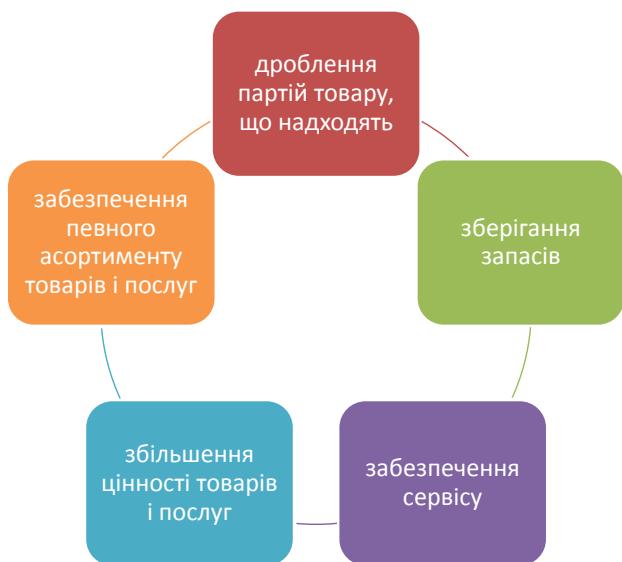 дроблення
партій товару,
що надходять
зберігання
запасів
забезпечення
сервісу
збільшення
цінності товарів
і послуг
забезпечення
певного
асортименту
товарів і послуг